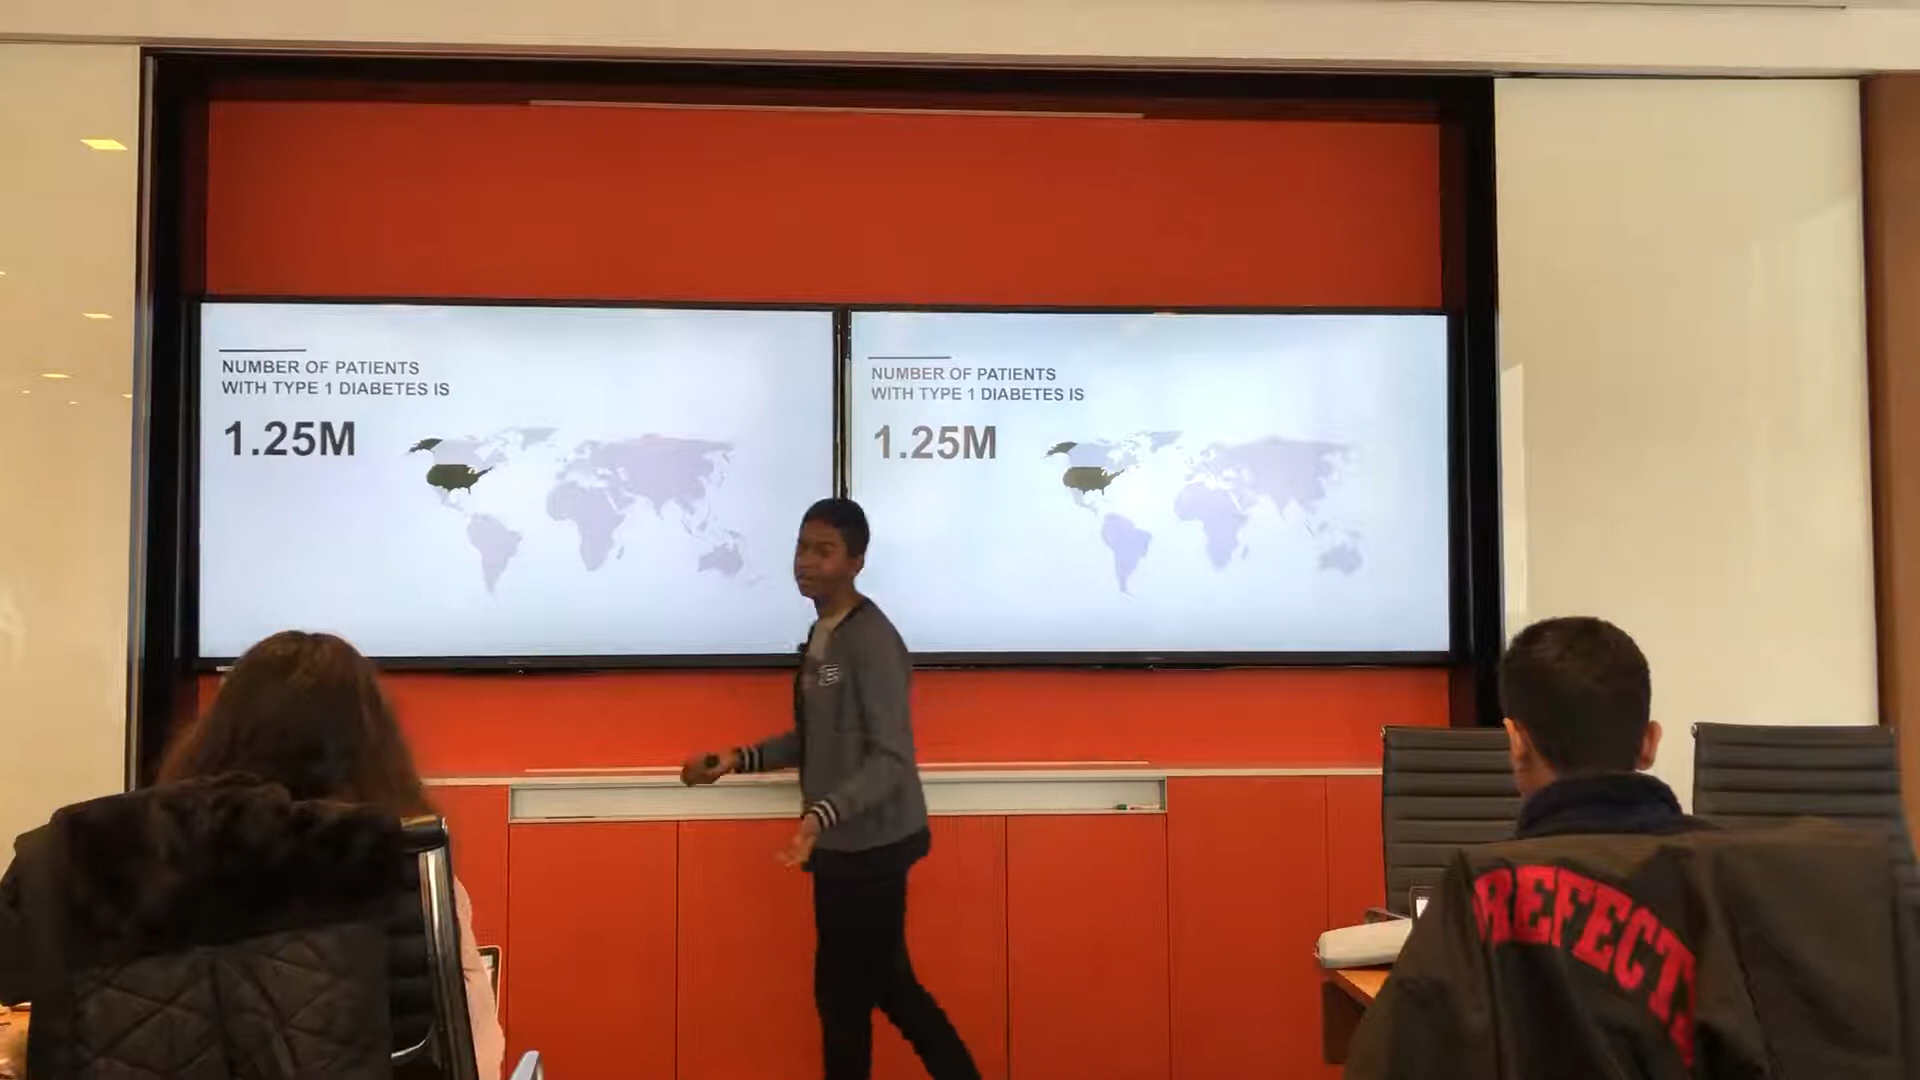 NUMBER OF PATIENTS
WITH TYPE 1 DIABETES IS
1.25M
NUMBER OF PATIENTS
WITH TYPE 1 DIABETES IS
1.25M
E
REFECT